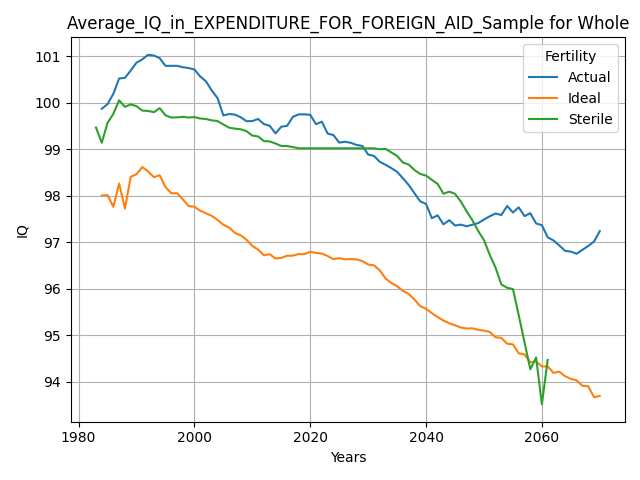 Average_IQ_in_EXPENDITURE_FOR_FOREIGN_AID_Sample for Whole
Fertility
Actual
Ideal
Sterile
IQ
101
100
99
98
97
96
95
94
1980
2000
2020
2040
2060
Years